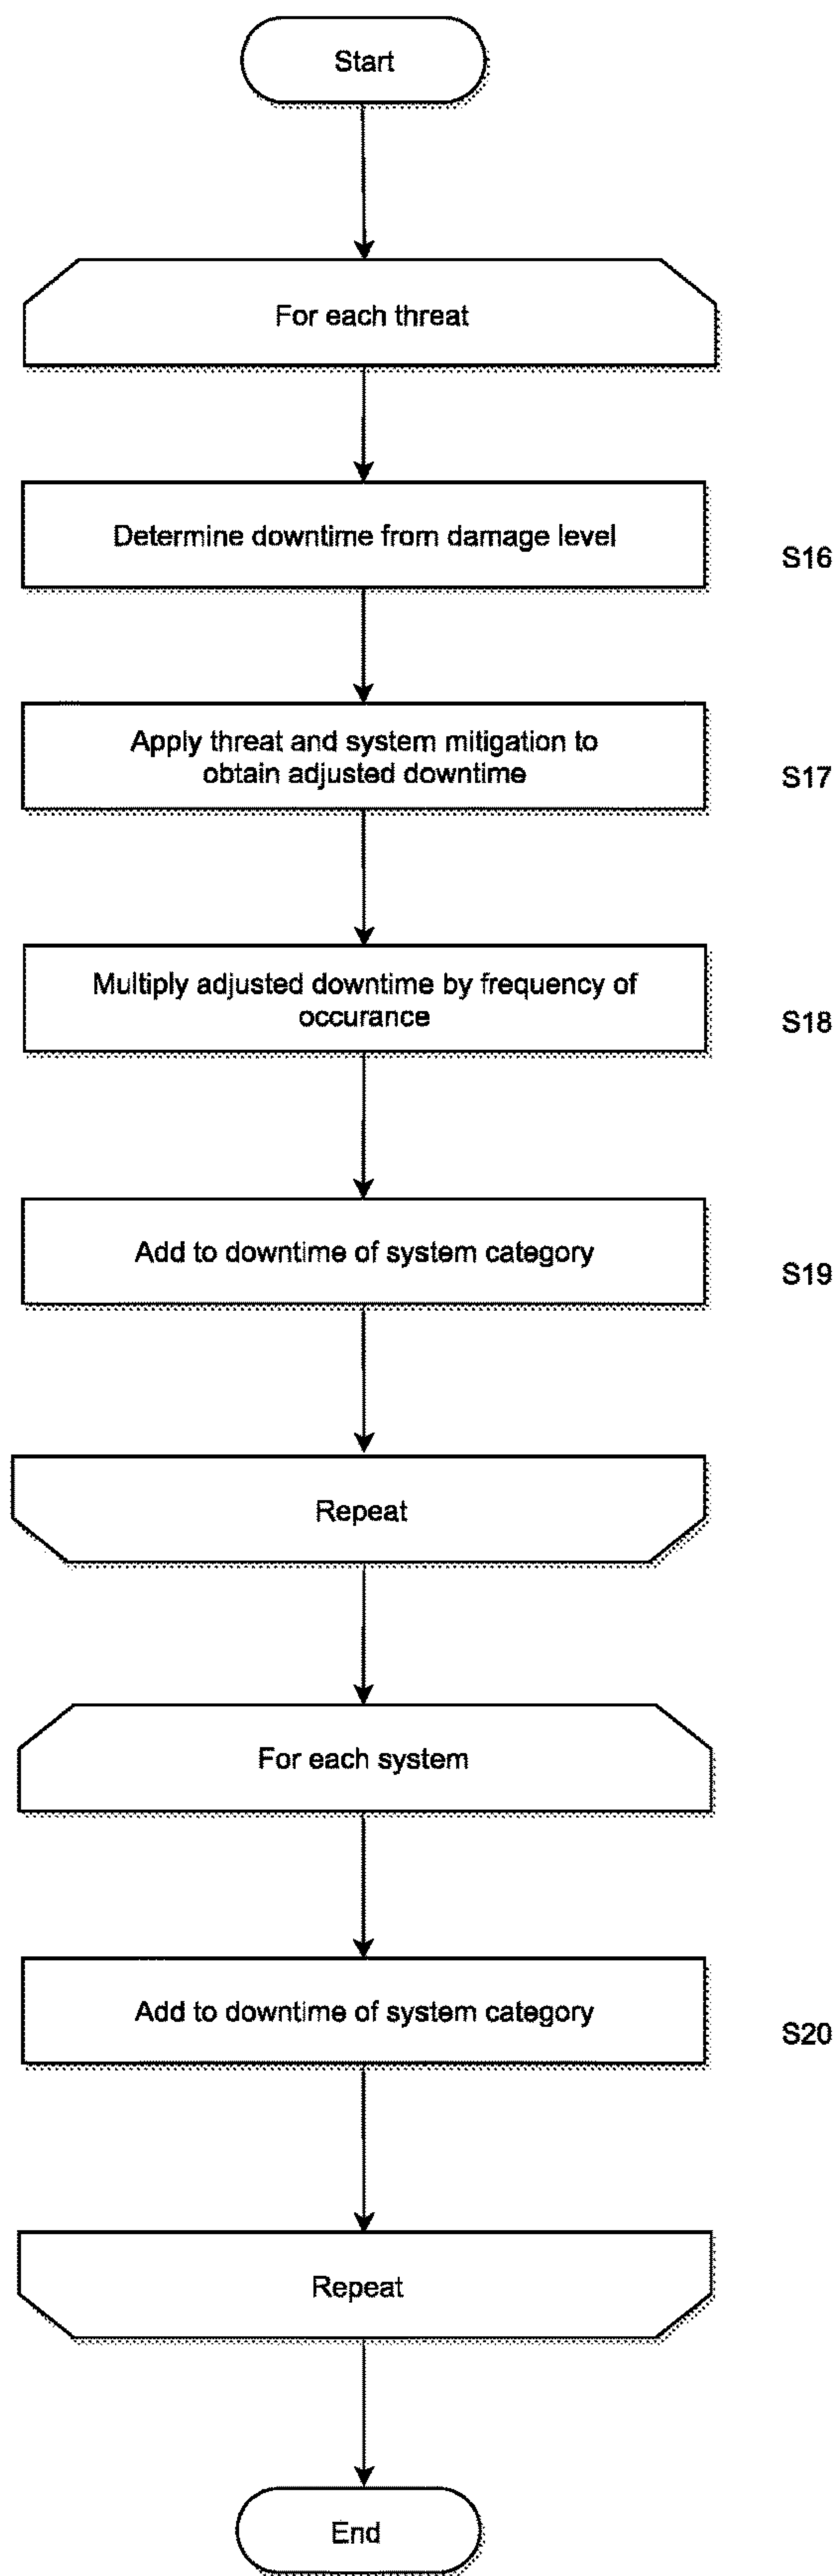 Start
For each threat
Determine downtime from damage level
S16
Apply threat and system mitigation to
obtain adjusted downtime
S17
Multiply adjusted downtime by frequency of
occurance
S18
Add to downtime of system category
S19
Repeat
For each system
Add to downtime of system category
S20
Repeat
End